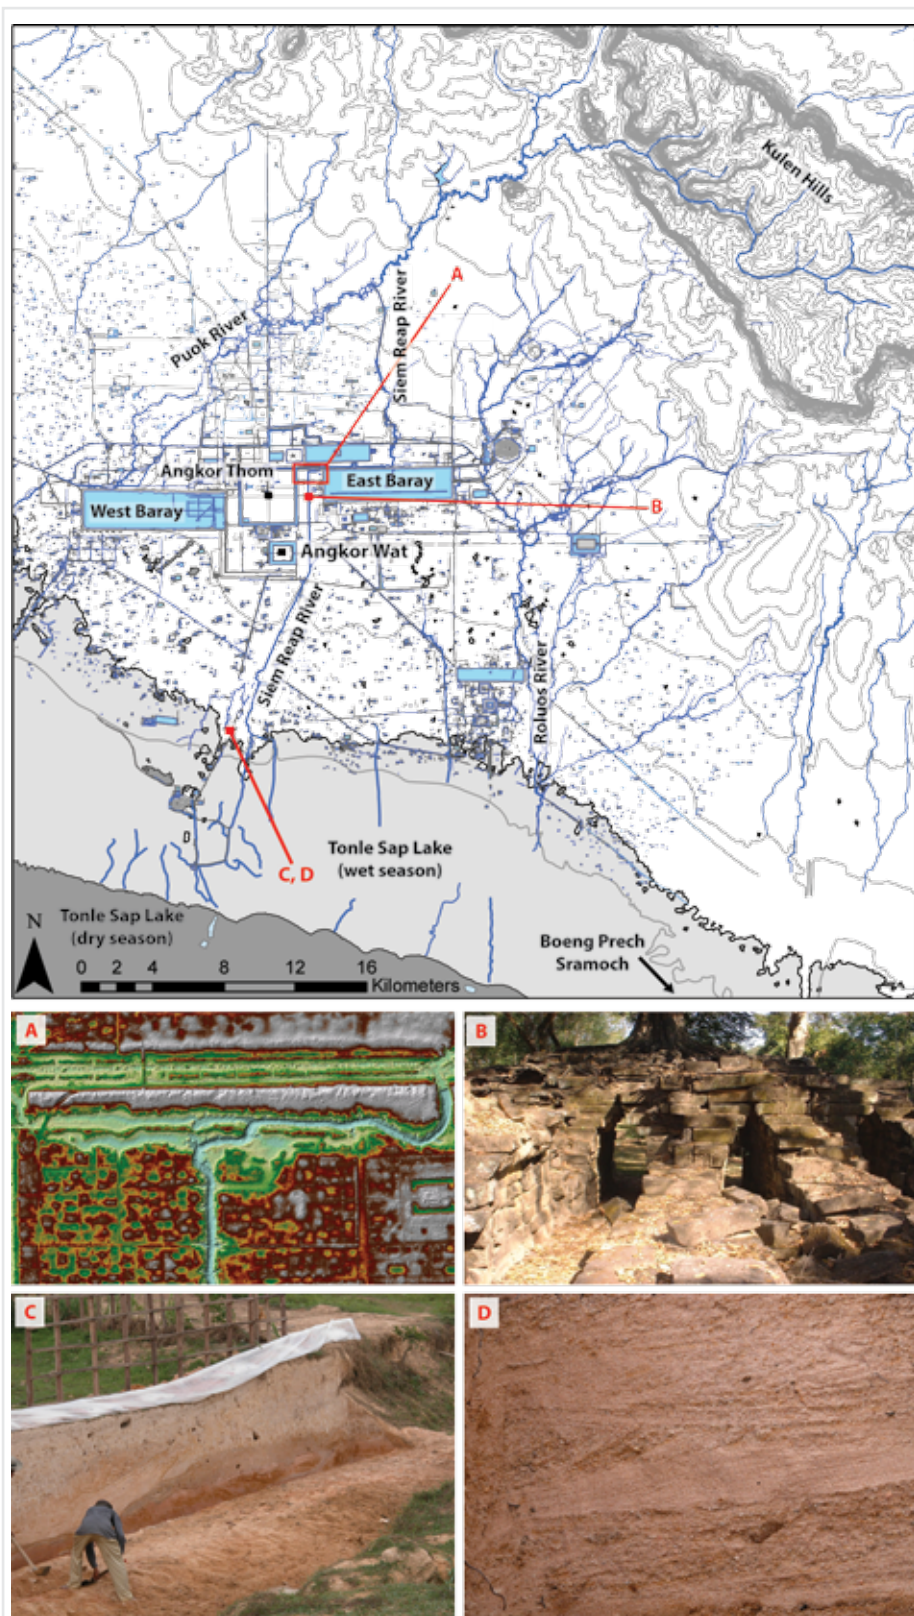 Kulen Hills
A
Siem Reap River
Puok River
Angkor Thom
East Baray
West Baray
B
Angkor Wat
Siem Reap River
Roluos River
C, D
Tonle Sap Lake
(wet season)
N
Tonle Sap Lake
(dry season)
Boeng Prech
Sramoch
0 2 4 8 12 16
Kilometers
A
B
C
D